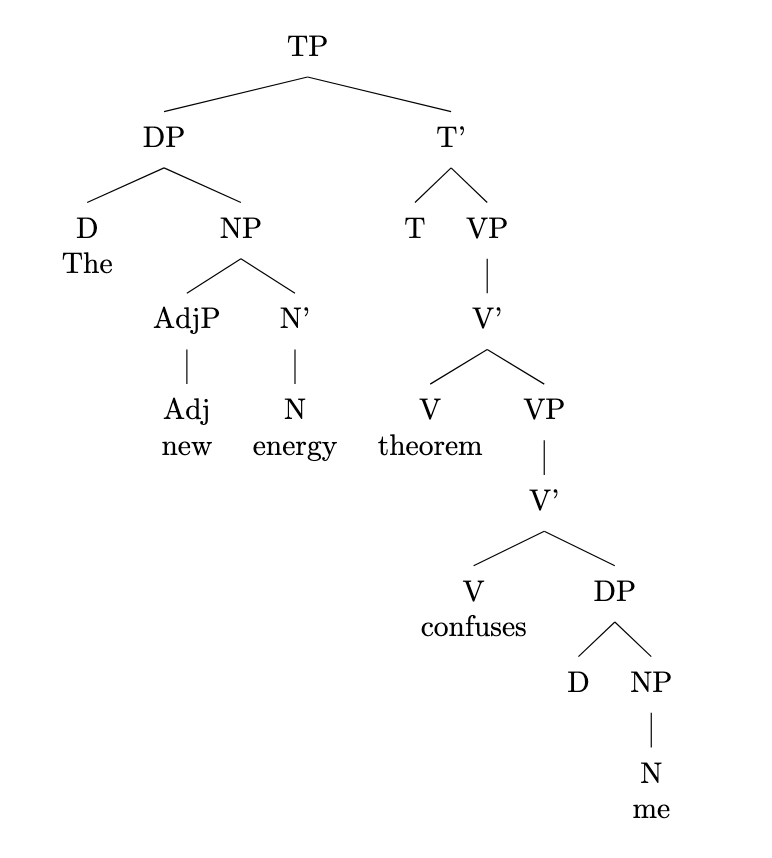 TP
DP T'
D NP T VP
The
AdjP N' V'
Adj N V VP
new energy theorem
V'
V DP
confuses
D NP
N
me